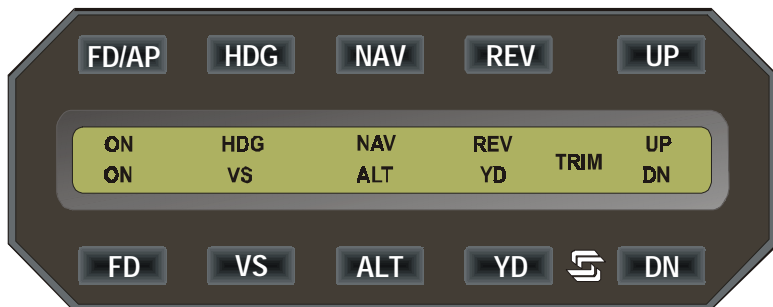 FD/AP HDG NAV REV UP
ON HDG NAV REV UP
TRIM
ON VS ALT YD DN
FD VS ALT YD DN